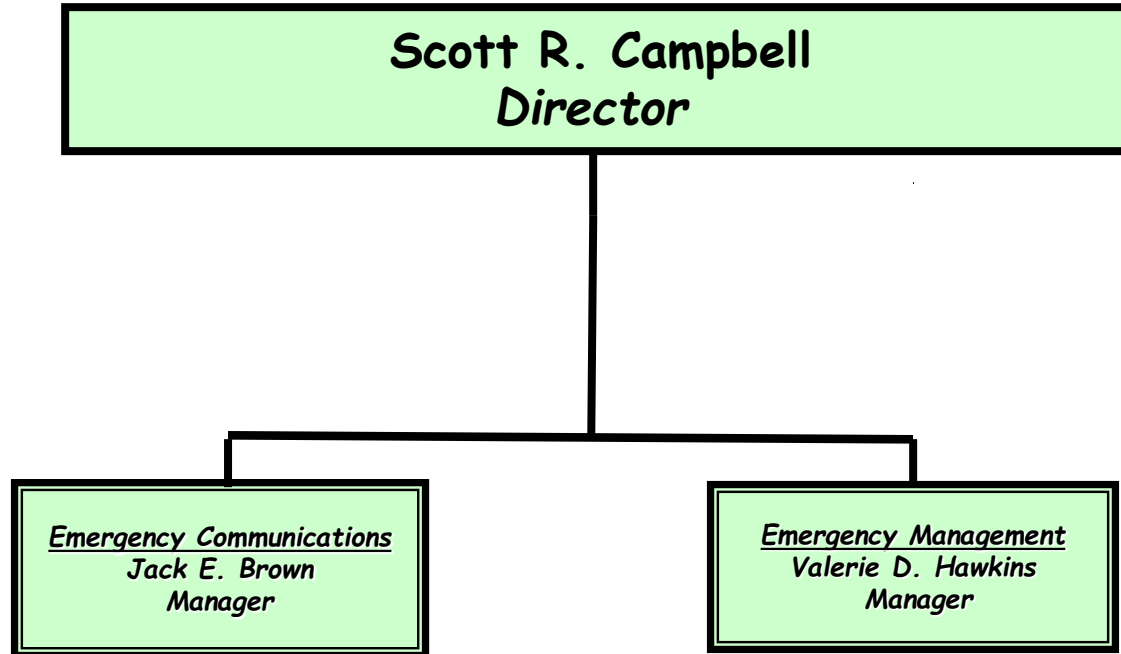 Scott R. Campbell
Director
Emergency Communications
Jack E. Brown
Manager
Emergency Management
Valerie D. Hawkins
Manager